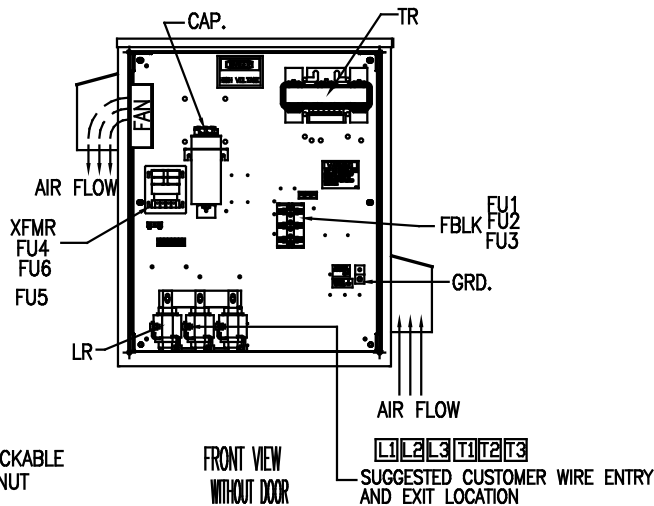 CAP.
TR
FAN
AIR FLOW
XFMR
FU4
FU6
FU5
FU1
FBLK FU2
FU3
GRD.
LR
AIR FLOW
CKABLE
NUT
FRONT VIEW
WITHOUT DOOR
L1 L2 L3 T1 T2 T3
SUGGESTED CUSTOMER WIRE ENTRY
AND EXIT LOCATION